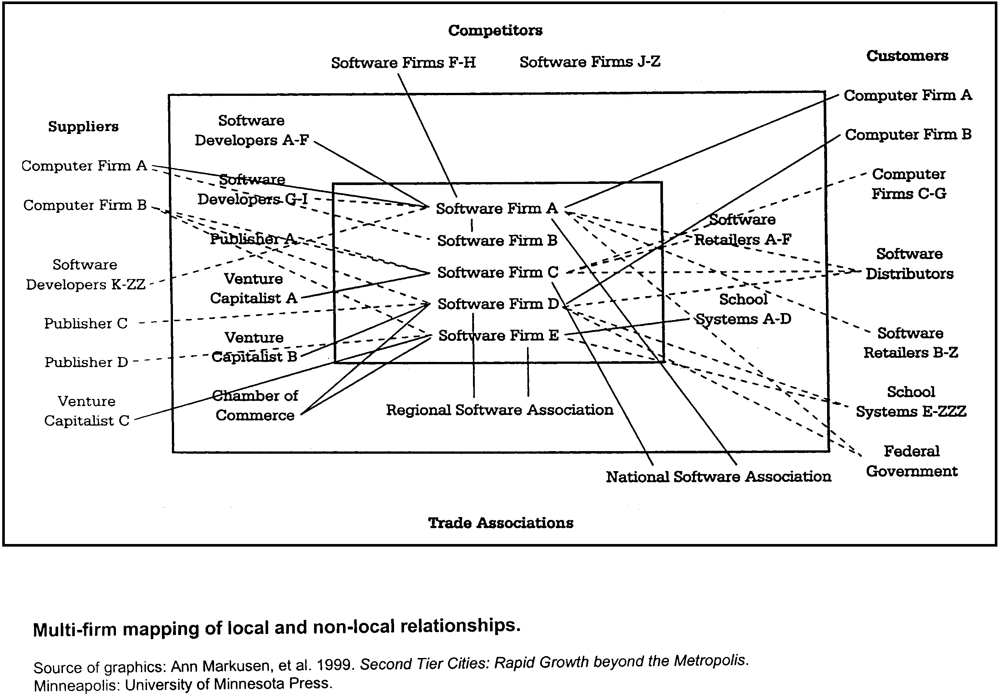 Competitors
Software Firms F-H
Software Firms J-Z
Customers
Computer Firm A
Computer Firm B
Computer
Firms C-G
Software
Distributors
Software
Retailers B-Z
School
Systems E-ZZZ
Federal
Government
Suppliers
Computer Firm A
Computer Firm B
Software
Developers K-ZZ
Publisher C
Publisher D
Venture
Capitalist C
Software
Developers A-F
Software
Developers G-I
Publisher A
Venture
Capitalist A
Venture
Capitalist B
Chamber of
Commerce
Software Firm A
Software Firm B
Software Firm C
Software Firm D
Software Firm E
Software
Retailers A-F
School
Systems A-D
Regional Software Association
National Software Association
Trade Associations
Multi-firm mapping of local and non-local relationships.
Source of graphics: Ann Markusen, et al. 1999. Second Tier Cities: Rapid Growth beyond the Metropolis.
Minneapolis: University of Minnesota Press.